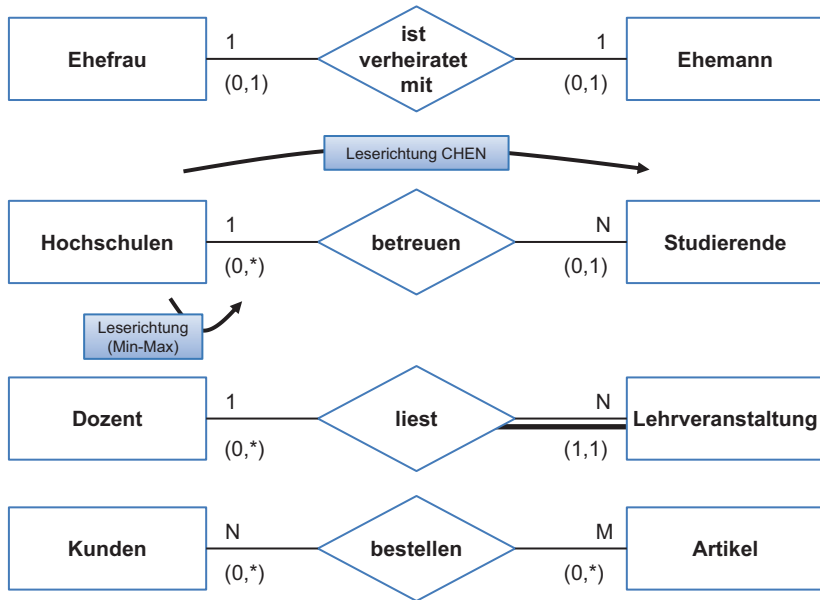 Ehefrau
1
(0,1)
ist
verheiratet
mit
1
(0,1)
Ehemann
Leserichtung CHEN
Hochschulen
1
(0,*)
betreuen
N
(0,1)
Studierende
Leserichtung
(Min-Max)
Dozent
1
(0,*)
liest
N
(1,1)
Lehrveranstaltung
Kunden
N
(0,*)
bestellen
M
(0,*)
Artikel